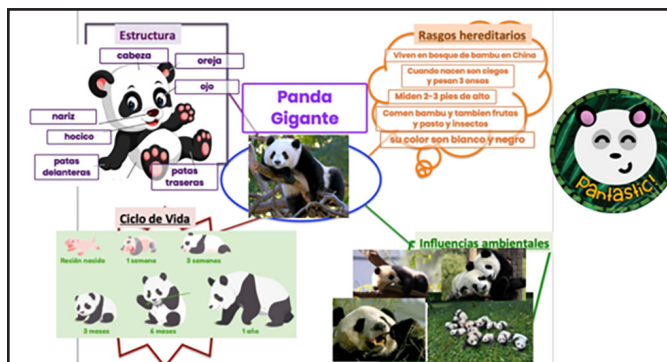 Estructura
cabeza
oreja
ojo
nariz
hocico
patas
delanteras
patas
traseras
Panda
Gigante
Rasgos hereditarios
Viven en bosque de bambu en China
Cuando nacen son ciegos
y pesan 3 onsas
Miden 2-3 pies de alto
Comen bambu y tambien frutas
y pasto y insectos
su color son blanco y negro
pantastic!
Ciclo de Vida
Recién nacido
1 semana
3 semanas
3 meses
6 meses
1 año
Influencias ambientales